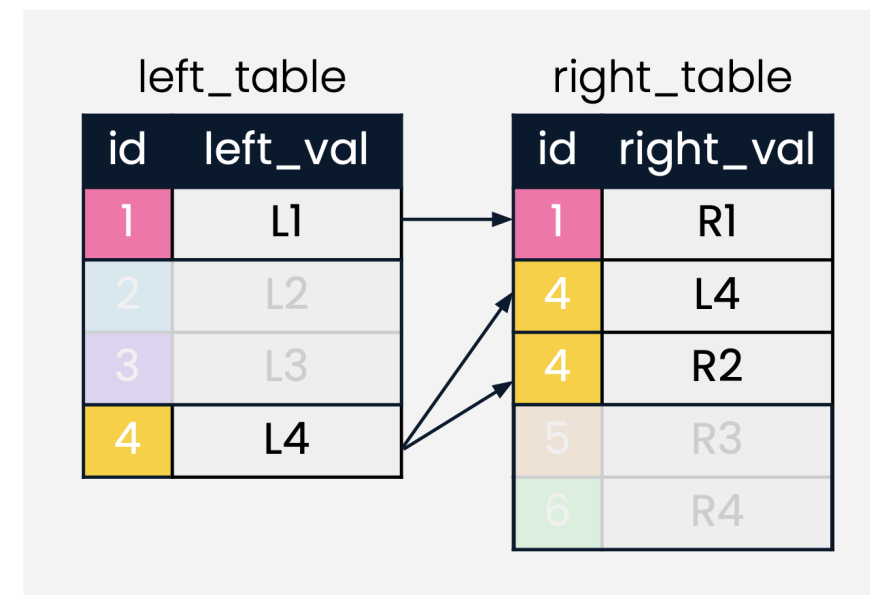 left_table right_table
id left_val id right_val
1 L1 1 R1
2 L2 4 L4
3 L3 4 R2
4 L4 5 R3
6 R4